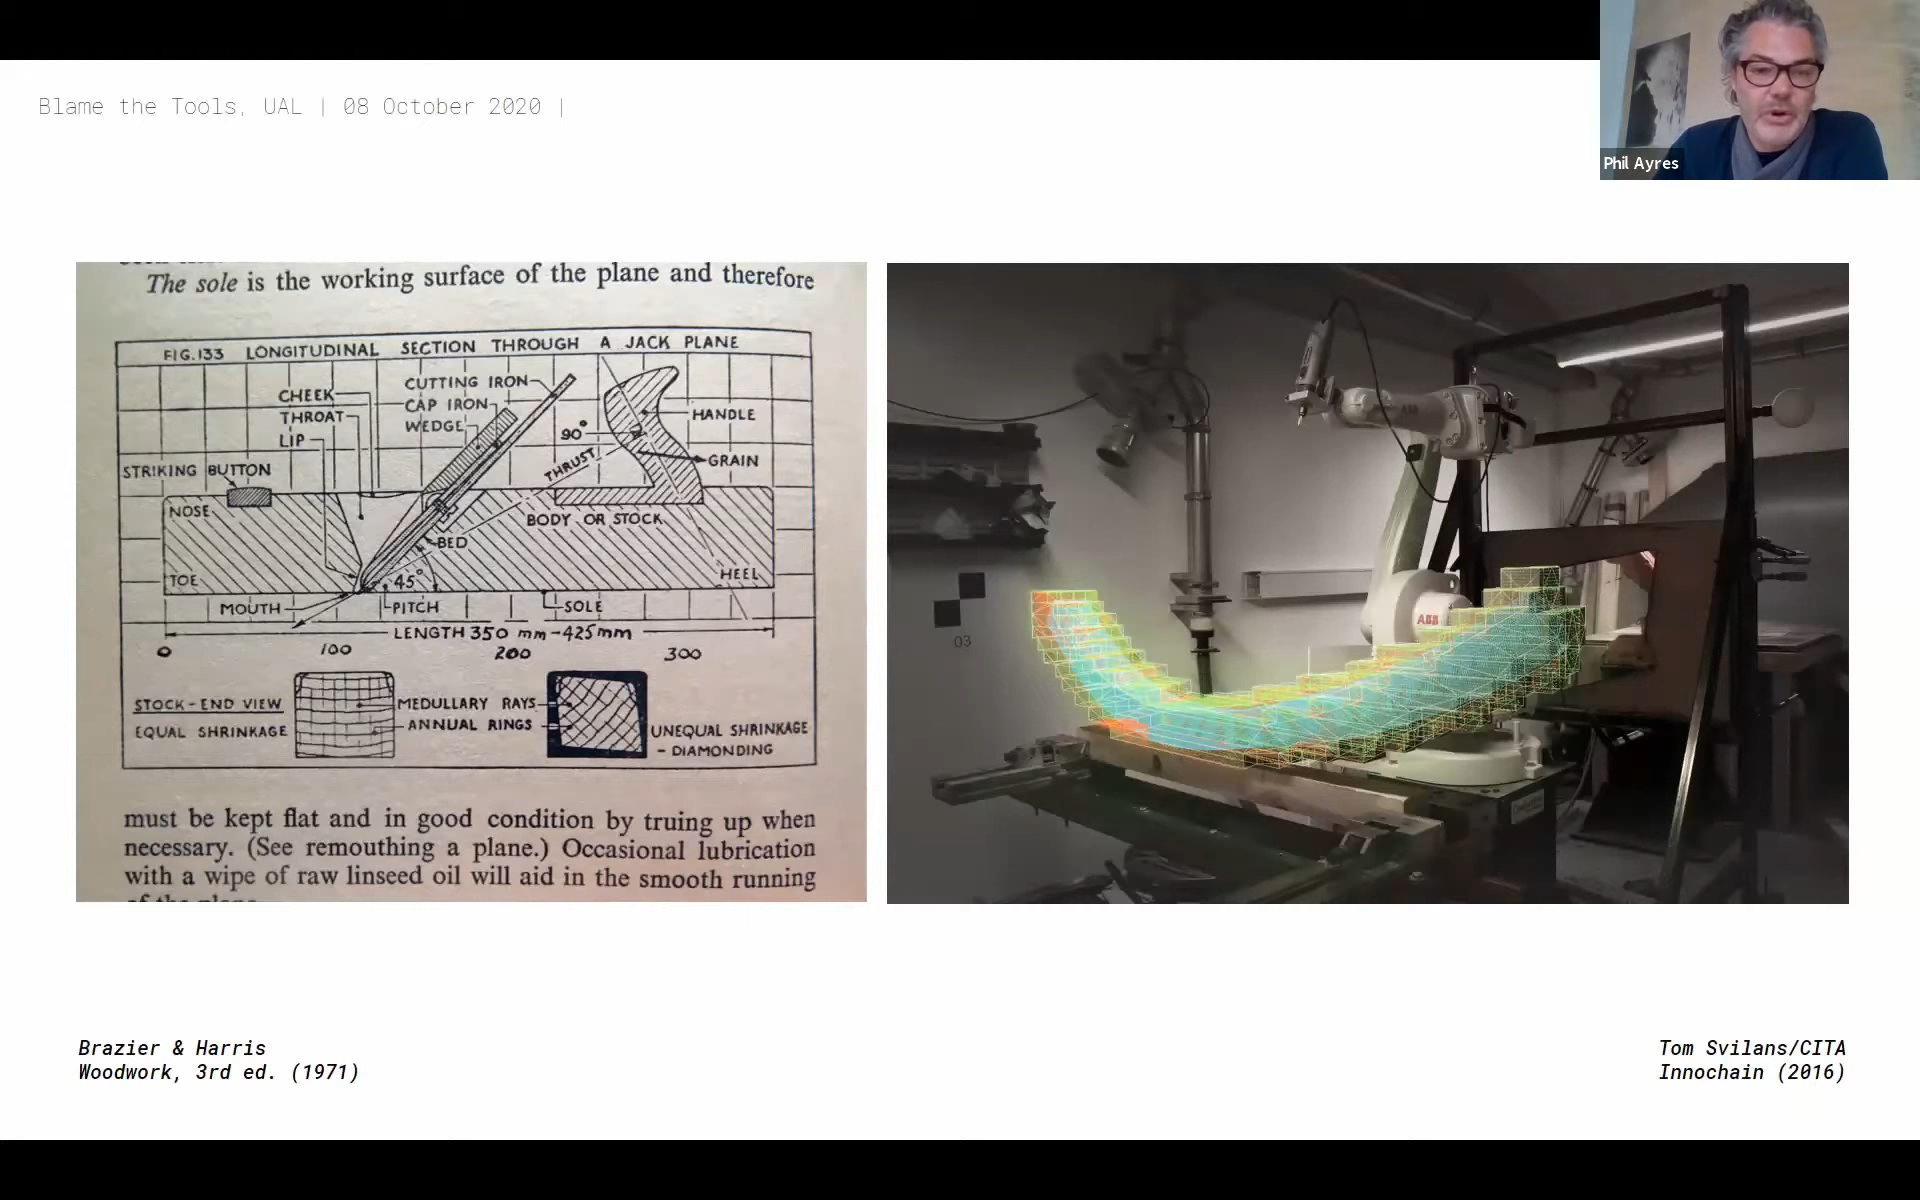 Blame the Tools, UAL | 08 October 2020 |
Phil Ayres
The sole is the working surface of the plane and therefore
FIG.133 LONGITUDINAL SECTION THROUGH A JACK PLANE
CUTTING IRON
CAP IRON
WEDGE
CHEEK
THROAT
LIP
STRIKING BUTTON
90°
THRUST
HANDLE
GRAIN
NOSE
BODY OR STOCK
BED
TOE
45°
HEEL
MOUTH
PITCH
SOLE
LENGTH 350 mm-425mm
0 100 200 300
STOCK-END VIEW
EQUAL SHRINKAGE
MEDULLARY RAYS
ANNUAL RINGS
UNEQUAL SHRINKAGE
- DIAMONDING
must be kept flat and in good condition by truing up when
necessary. (See remouthing a plane.) Occasional lubrication
with a wipe of raw linseed oil will aid in the smooth running
of the plane
03
ABB
ABB
Brazier & Harris
Woodwork, 3rd ed. (1971)
Tom Svilans/CITA
Innochain (2016)